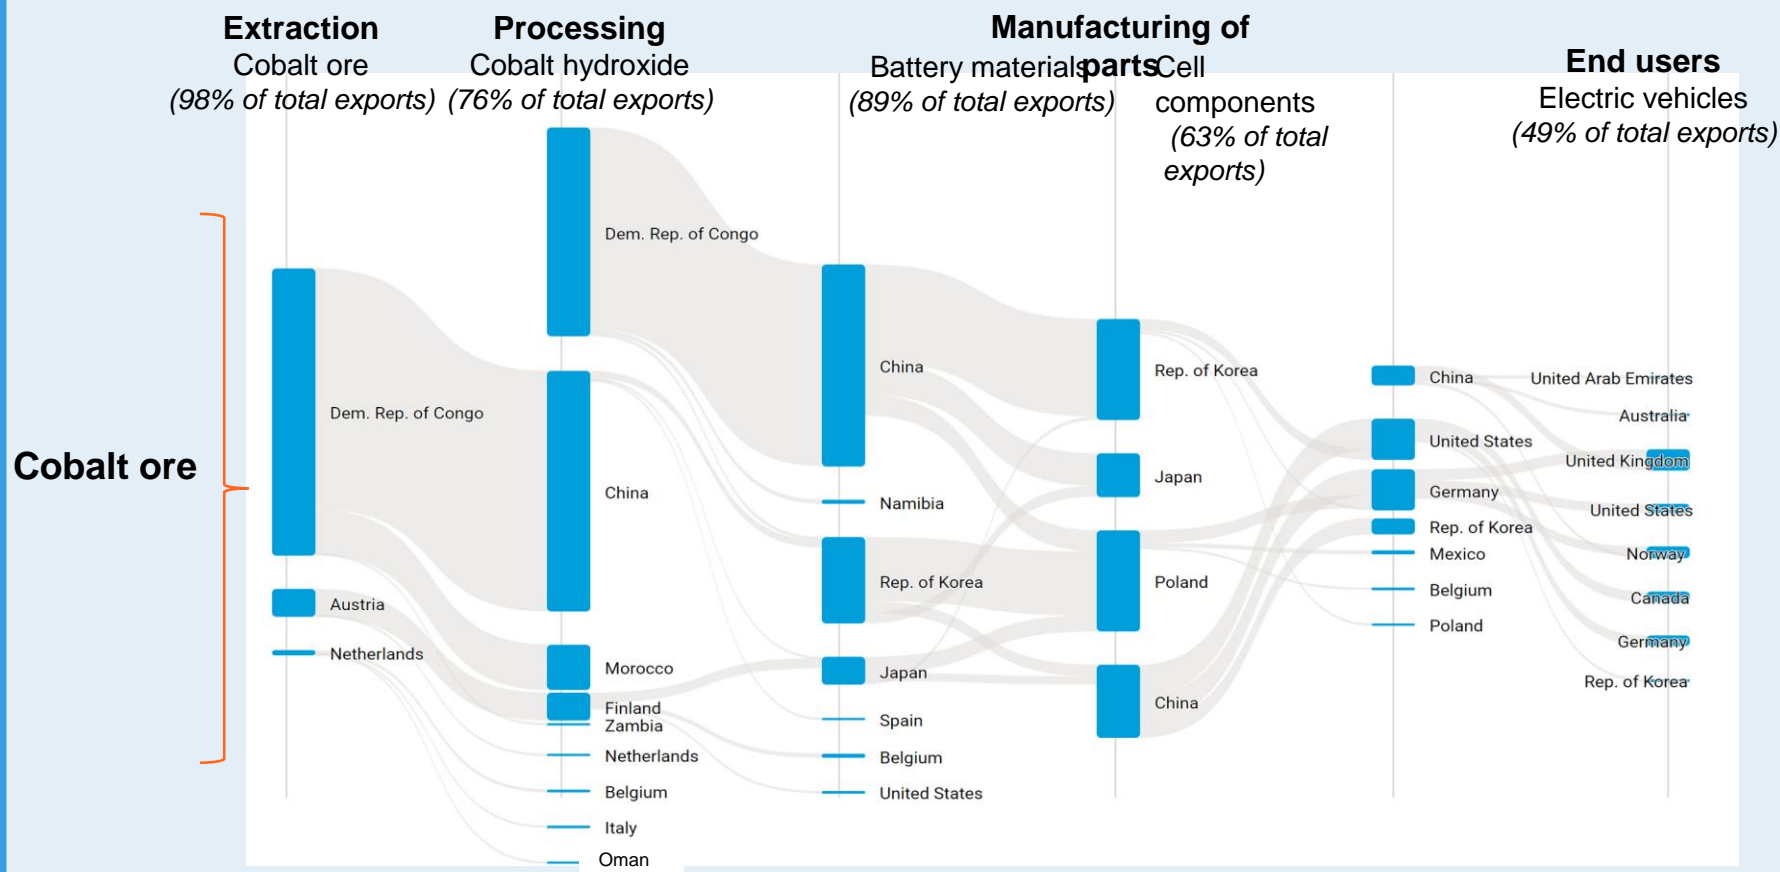 Extraction
Cobalt ore
(98% of total exports)
Processing
Cobalt hydroxide
(76% of total exports)
Manufacturing of
parts
Battery materials
(89% of total exports)
Cell
components
(63% of total
exports)
End users
Electric vehicles
(49% of total exports)
Cobalt ore
Dem. Rep. of Congo
Austria
Netherlands
Dem. Rep. of Congo
China
Morocco
Finland
Zambia
Netherlands
Belgium
Italy
Oman
China
Namibia
Rep. of Korea
Japan
Spain
Belgium
United States
Rep. of Korea
Japan
Poland
China
China
United States
Germany
Rep. of Korea
Mexico
Belgium
Poland
United Arab Emirates
Australia
United Kingdom
United States
Norway
Canada
Germany
Rep. of Korea